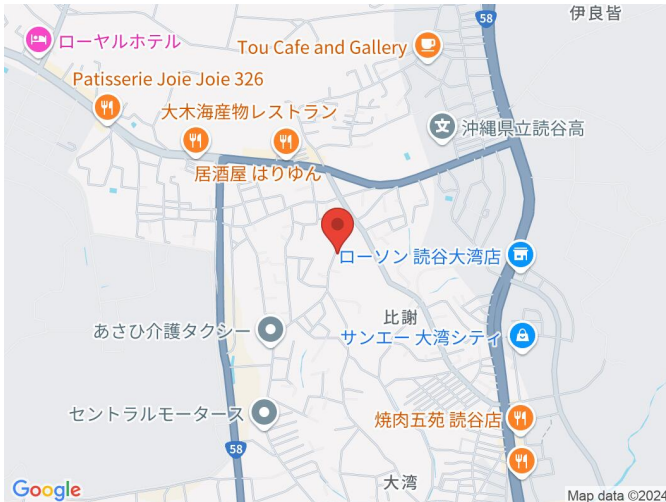 伊良皆
58
ローヤルホテル
Tou Cafe and Gallery
Patisserie Joie Joie 326
大木海産物レストラン
文
沖縄県立読谷高
居酒屋 はりゆん
ローソン 読谷大湾店
比謝
あさひ介護タクシー
サンエー 大湾シティ
セントラルモータース
焼肉五苑 読谷店
58
大湾
Google
Map data ©2024